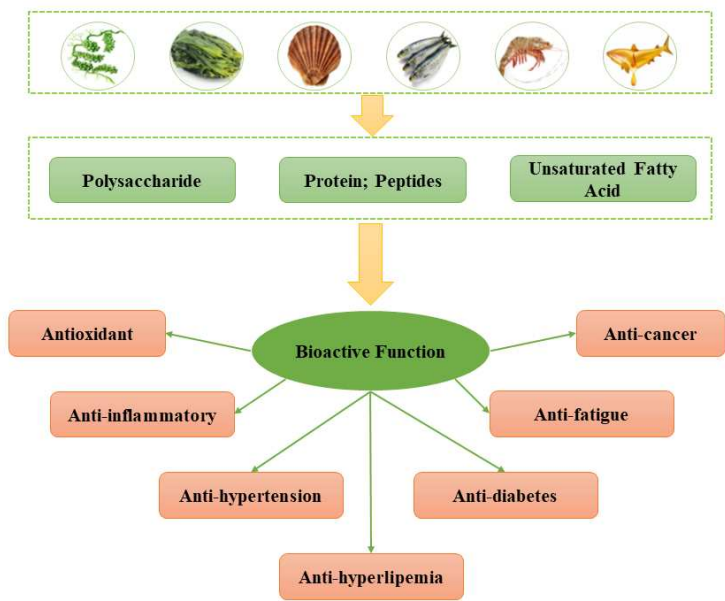 Polysaccharide
Protein; Peptides
Unsaturated Fatty
Acid
Bioactive Function
Antioxidant
Anti-cancer
Anti-inflammatory
Anti-fatigue
Anti-hypertension
Anti-diabetes
Anti-hyperlipemia